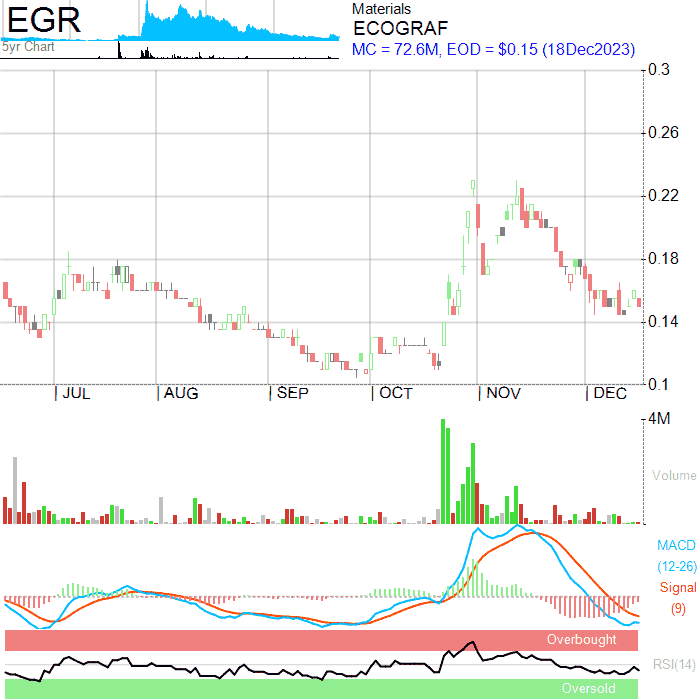 EGR
5yr Chart
Materials
ECOGRAF
MC = 72.6M, EOD = $0.15 (18Dec2023)
0.3
0.26
0.22
0.18
0.14
0.1
JUL AUG SEP OCT NOV DEC
4M
Volume
MACD
(12-26)
Signal
(9)
Overbought
RSI(14)
Oversold